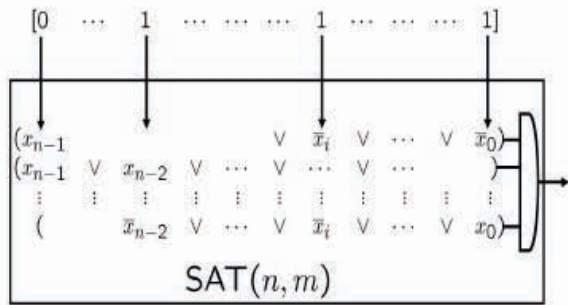 [0 ⋯ 1 ⋯ ⋯ 1 ⋯ ⋯ 1]
(x_{n-1} ∨ x̄_i ∨ ⋯ ∨ x̄_0)
(x_{n-1} ∨ x_{n-2} ∨ ⋯ ∨ ⋯ ∨ ⋯ )
⋮ ⋮ ⋮ ⋮ ⋮ ⋮ ⋮ ⋮ ⋮ ⋮
( x̄_{n-2} ∨ ⋯ ∨ x̄_i ∨ ⋯ ∨ x_0)
SAT(n, m)